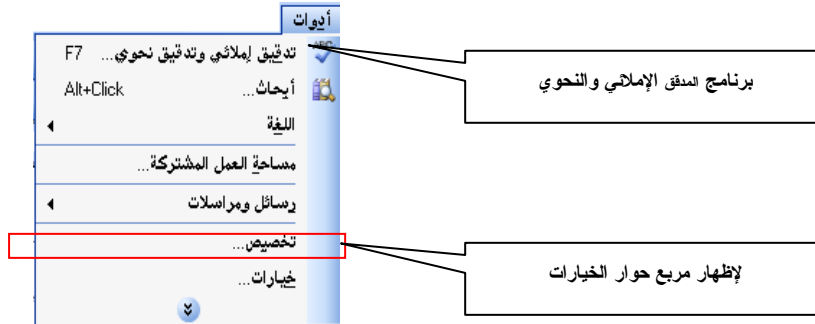 أدوات
تدقيق إملائي وتدقيق نحوي... F7
أبحاث... Alt+Click
اللغة
مساحة العمل المشتركة...
رسائل ومراسلات
تخصيص...
خيارات...
برنامج المدقق الإملائي والنحوي
لإظهار مربع حوار الخيارات